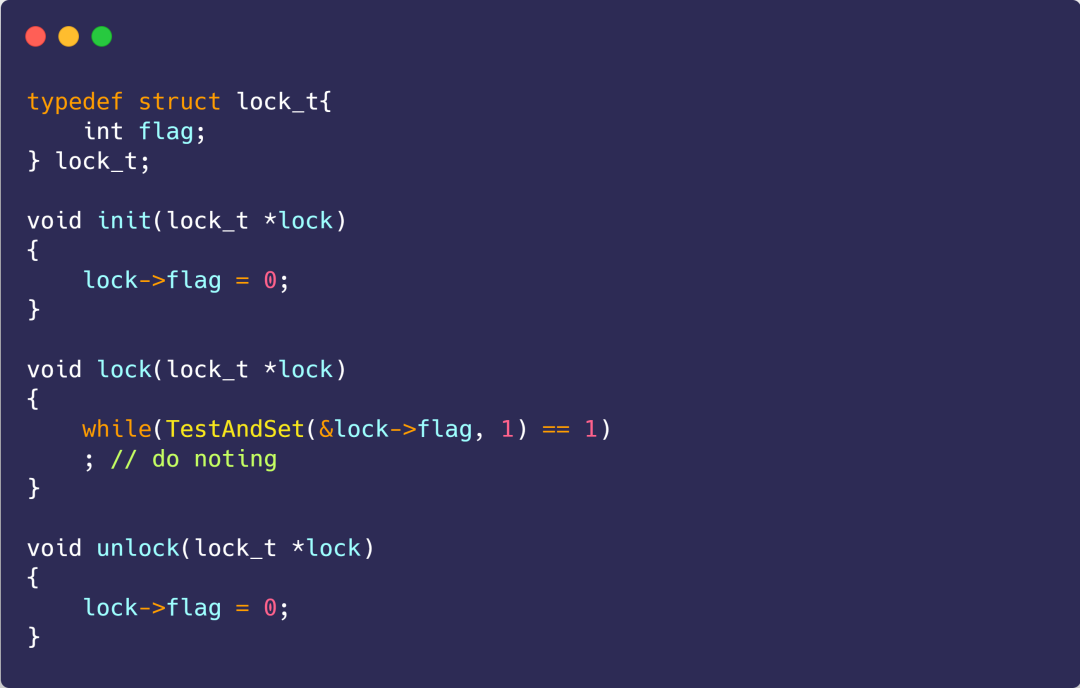 typedef struct lock_t{
    int flag;
} lock_t;

void init(lock_t *lock)
{
    lock->flag = 0;
}

void lock(lock_t *lock)
{
    while(TestAndSet(&lock->flag, 1) == 1)
    ; // do noting
}

void unlock(lock_t *lock)
{
    lock->flag = 0;
}